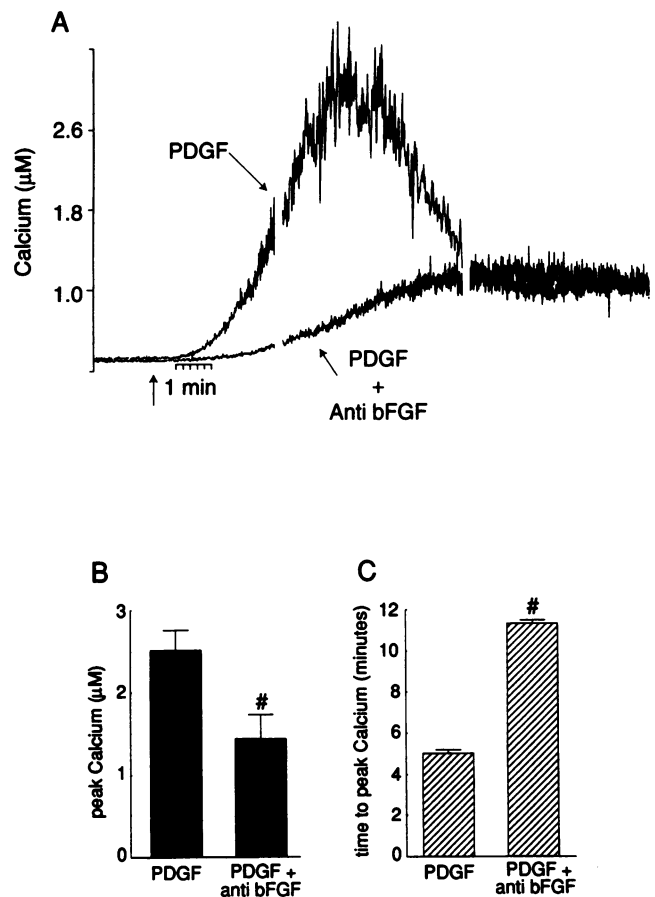 A
Calcium (μM)
2.6
1.8
1.0
PDGF
PDGF
+
Anti bFGF
1 min
B
peak Calcium (μM)
3
2
1
0
#
PDGF
PDGF +
anti bFGF
C
time to peak Calcium (minutes)
12
10
8
6
4
2
0
#
PDGF
PDGF +
anti bFGF